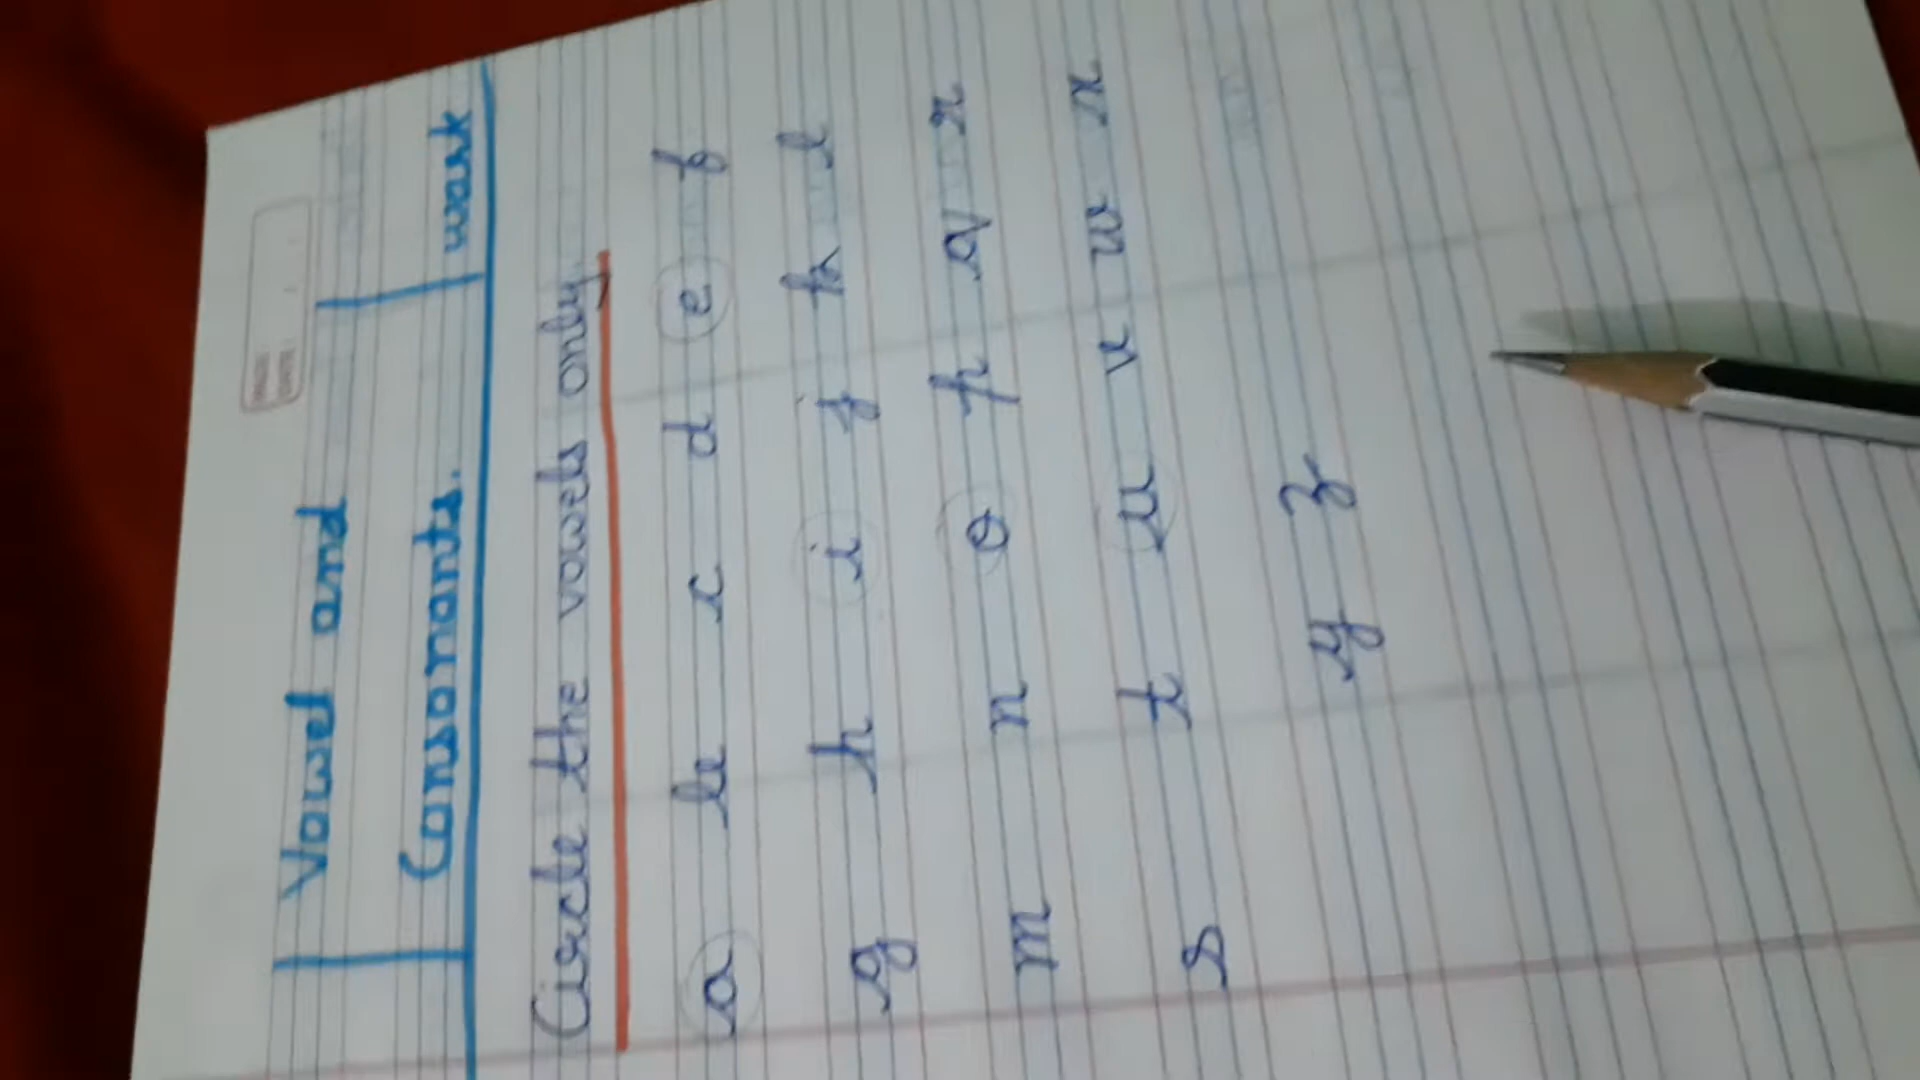 Vowel and
Consonants. work
Circle the vowels only
a b c d e f
g h i j k l
m n o p q r
s t u v w x
y z